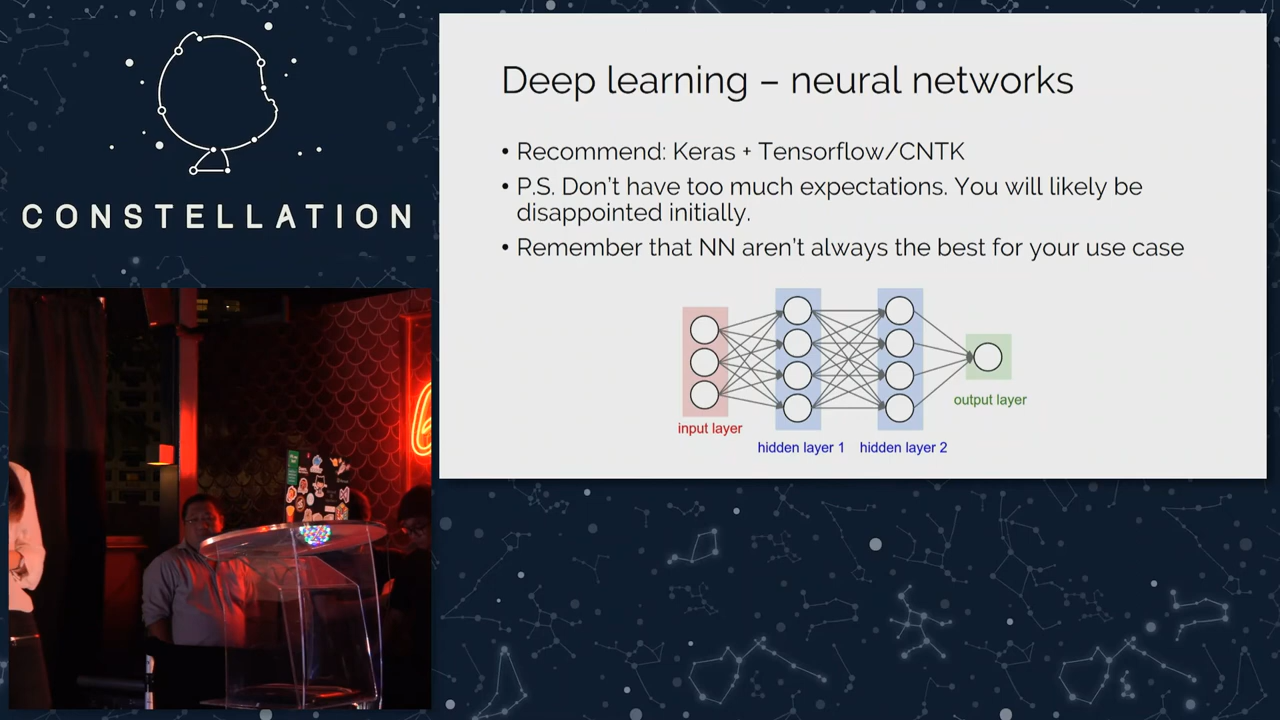 CONSTELLATION
Deep learning – neural networks
• Recommend: Keras + Tensorflow/CNTK
• P.S. Don't have too much expectations. You will likely be
disappointed initially.
• Remember that NN aren't always the best for your use case
input layer
hidden layer 1
hidden layer 2
output layer